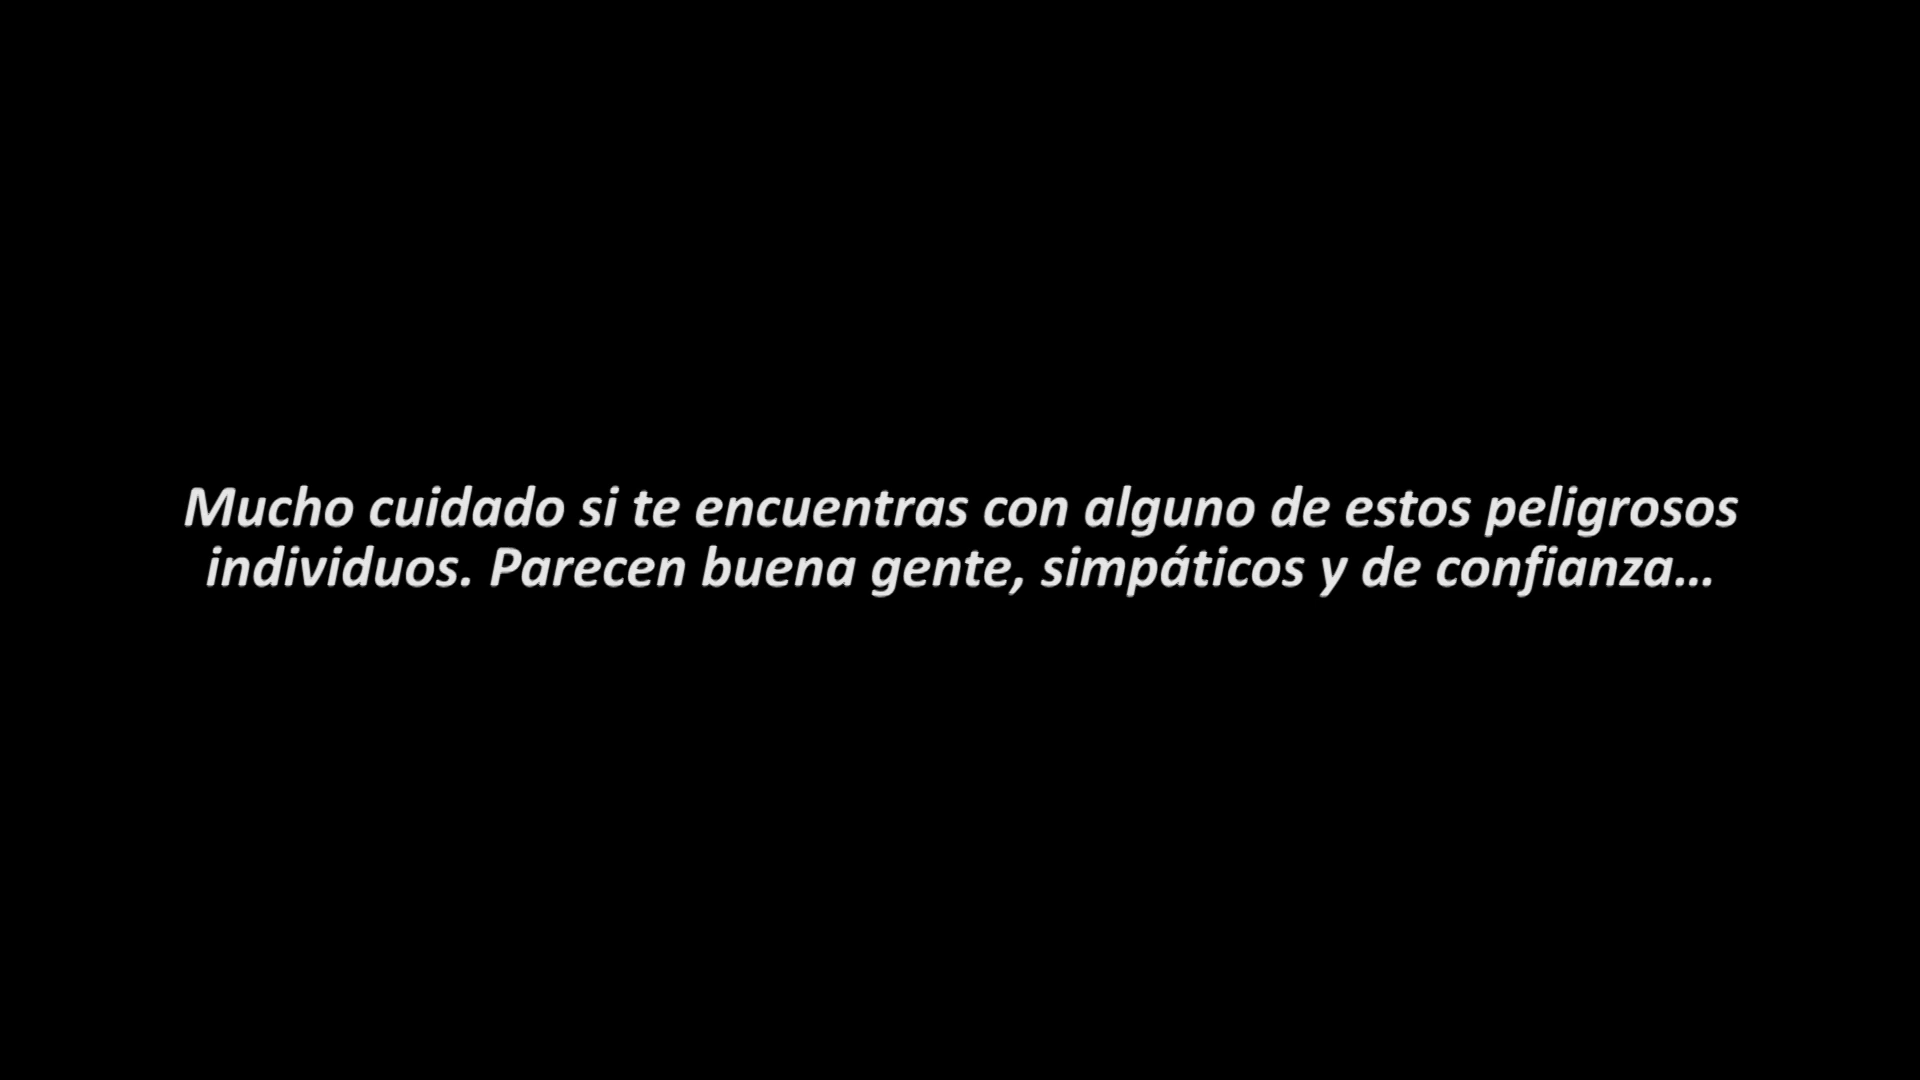 Mucho cuidado si te encuentras con alguno de estos peligrosos
individuos. Parecen buena gente, simpáticos y de confianza...